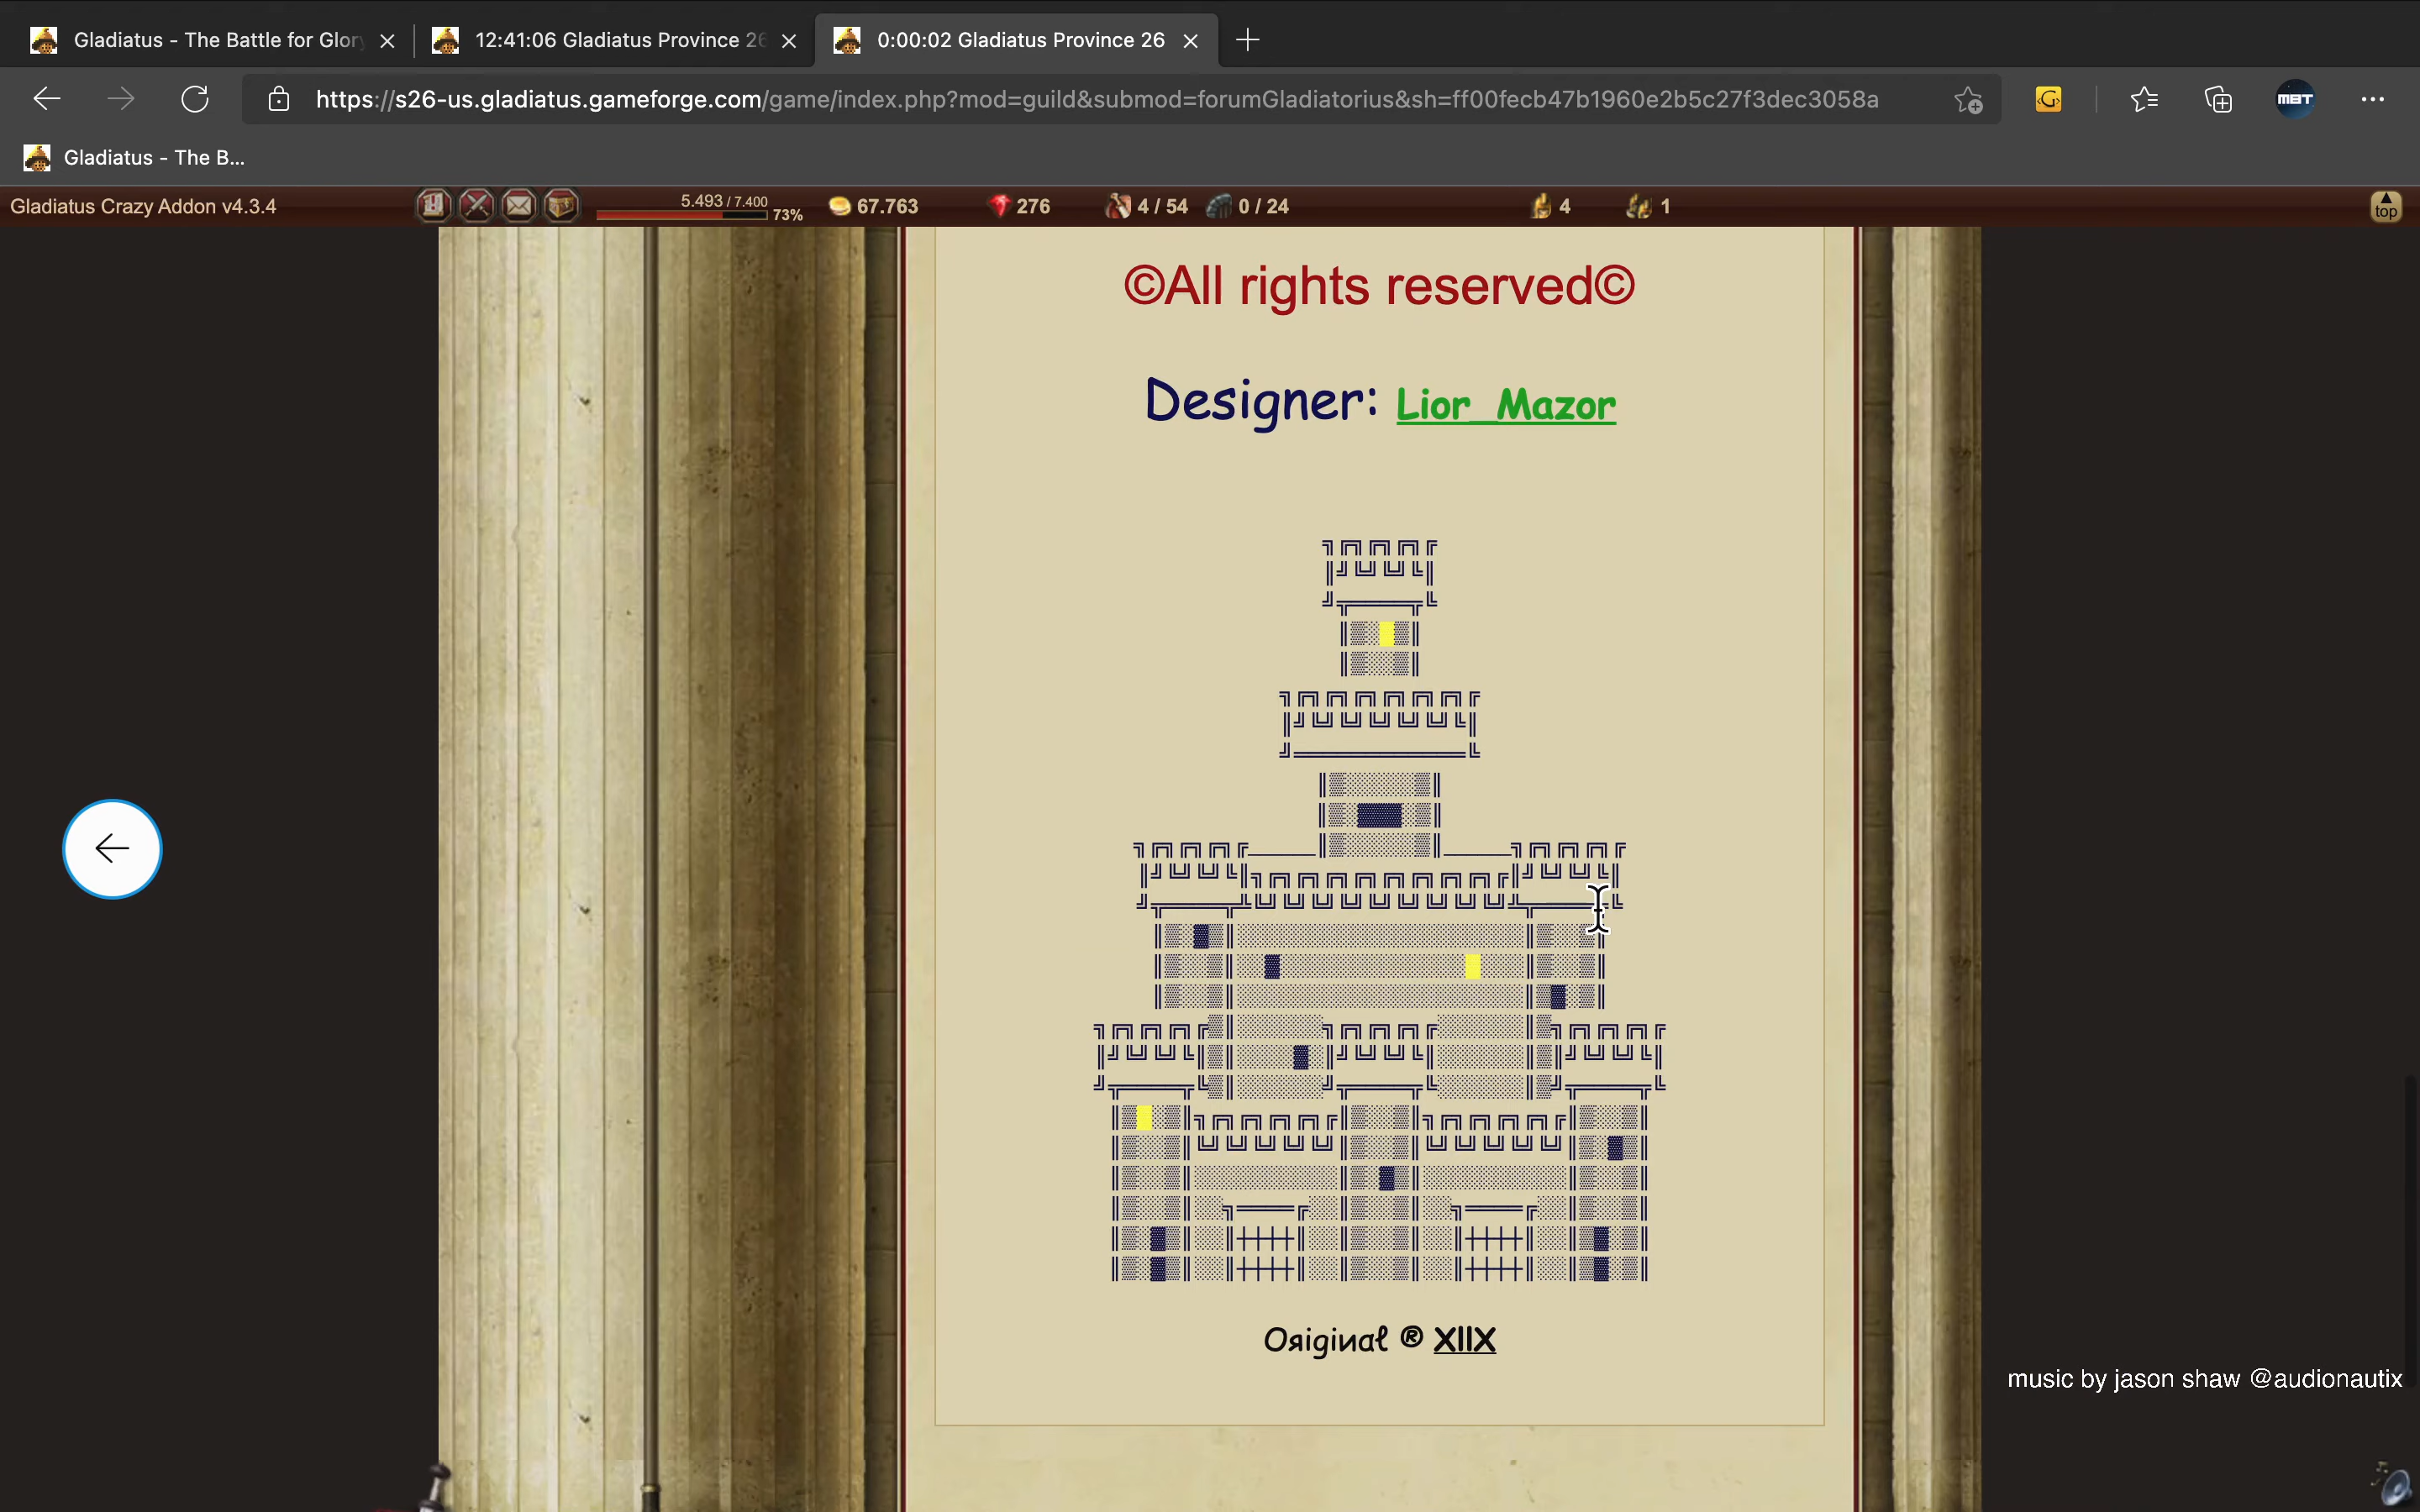 Gladiatus - The Battle for Glor
12:41:06 Gladiatus Province 26
0:00:02 Gladiatus Province 26
https://s26-us.gladiatus.gameforge.com/game/index.php?mod=guild&submod=forumGladiatorius&sh=ff00fecb47b1960e2b5c27f3dec3058a
MBT
Gladiatus - The B...
Gladiatus Crazy Addon v4.3.4
5.493 / 7.400
73%
67.763
276
4 / 54
0 / 24
4
1
top
©All rights reserved©
Designer: Lior_Mazor
Oяigiиaℓ ® XIIX
music by jason shaw @audionautix